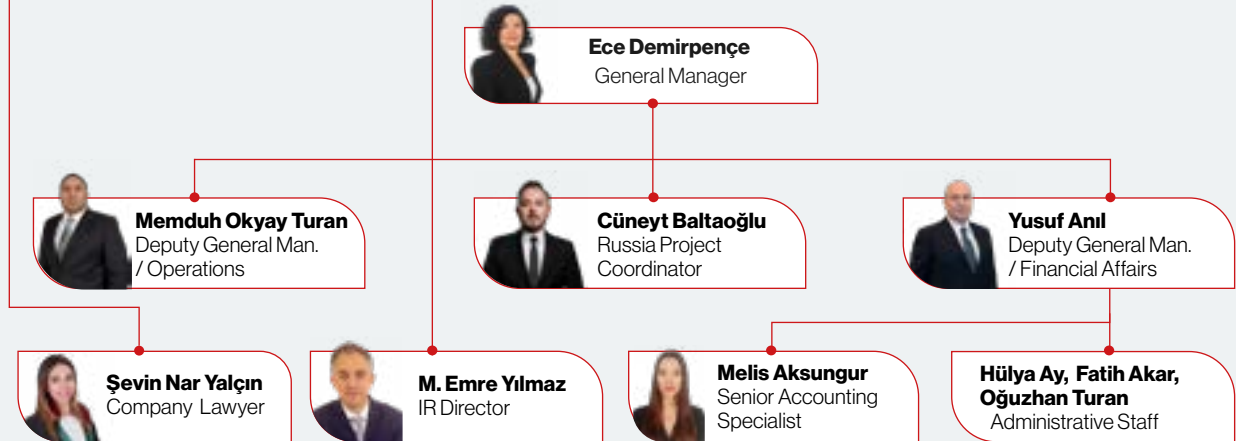 Ece Demirpençe
General Manager
Memduh Okyay Turan
Deputy General Man.
/ Operations
Cüneyt Baltaoğlu
Russia Project
Coordinator
Yusuf Anıl
Deputy General Man.
/ Financial Affairs
Şevin Nar Yalçın
Company Lawyer
M. Emre Yılmaz
IR Director
Melis Aksungur
Senior Accounting
Specialist
Hülya Ay, Fatih Akar,
Oğuzhan Turan
Administrative Staff